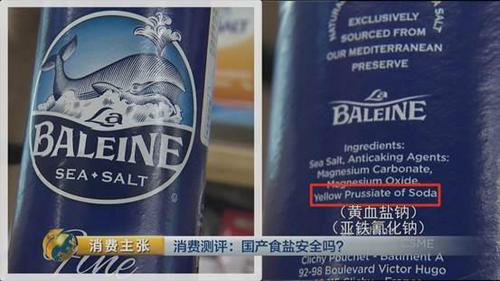 La
BALEINE
SEA • SALT
Fine
EXCLUSIVELY
SOURCED FROM
OUR MEDITERRANEAN
PRESERVE
La
BALEINE
Ingredients:
Sea Salt, Anticaking Agents:
Magnesium Carbonate,
Magnesium Oxide,
Yellow Prussiate of Soda
(黄血盐钠)
(亚铁氰化钠)
Clichy Pouchet - Batiment A
92-98 Boulevard Victor Hugo
消费主张
消费测评：国产食盐安全吗？